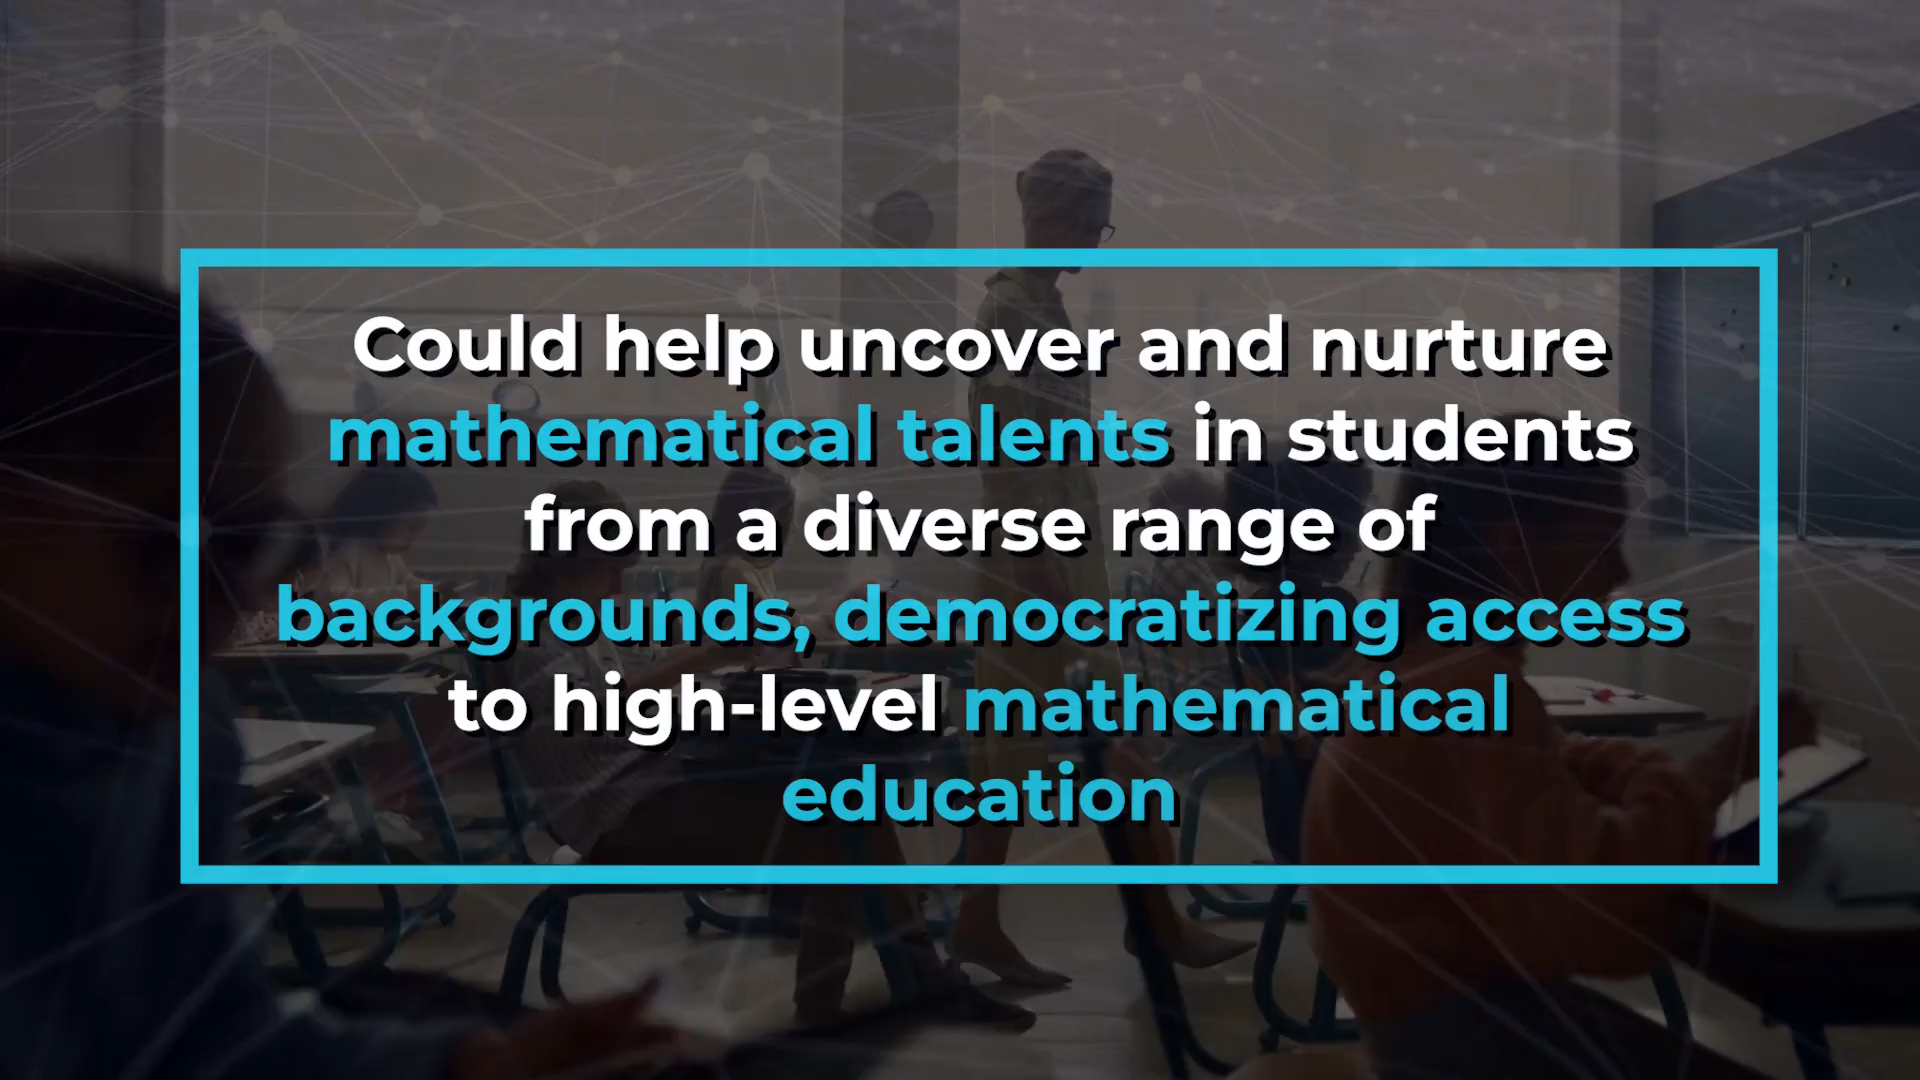 Could help uncover and nurture
mathematical talents in students
from a diverse range of
backgrounds, democratizing access
to high-level mathematical
education